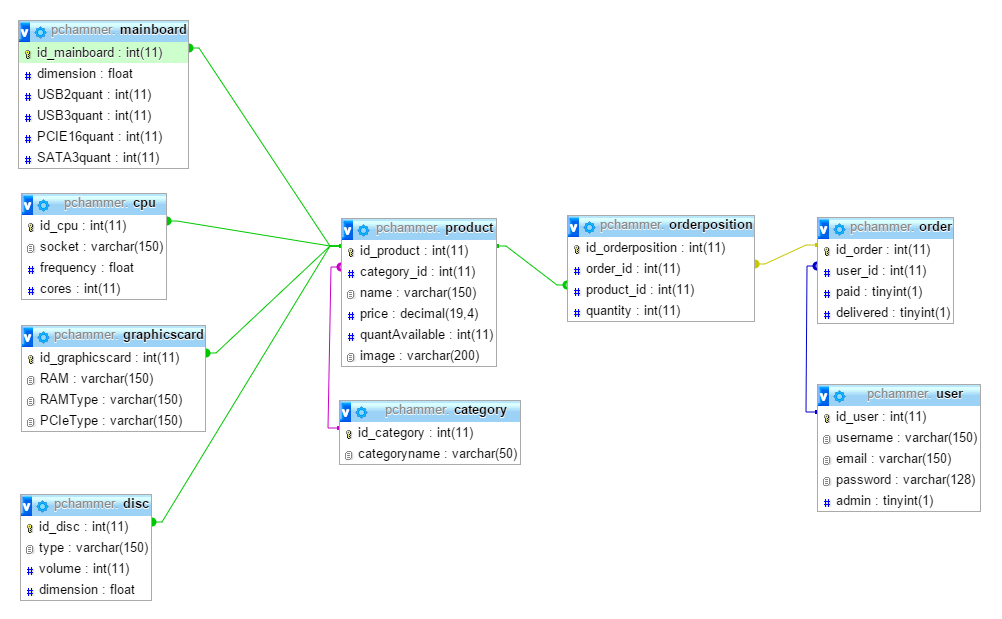 pchammer. mainboard
id_mainboard : int(11)
dimension : float
USB2quant : int(11)
USB3quant : int(11)
PCIE16quant : int(11)
SATA3quant : int(11)
pchammer. cpu
id_cpu : int(11)
socket : varchar(150)
frequency : float
cores : int(11)
pchammer. graphicscard
id_graphicscard : int(11)
RAM : varchar(150)
RAMType : varchar(150)
PCIeType : varchar(150)
pchammer. disc
id_disc : int(11)
type : varchar(150)
volume : int(11)
dimension : float
pchammer. product
id_product : int(11)
category_id : int(11)
name : varchar(150)
price : decimal(19,4)
quantAvailable : int(11)
image : varchar(200)
pchammer. category
id_category : int(11)
categoryname : varchar(50)
pchammer. orderposition
id_orderposition : int(11)
order_id : int(11)
product_id : int(11)
quantity : int(11)
pchammer. order
id_order : int(11)
user_id : int(11)
paid : tinyint(1)
delivered : tinyint(1)
pchammer. user
id_user : int(11)
username : varchar(150)
email : varchar(150)
password : varchar(128)
admin : tinyint(1)